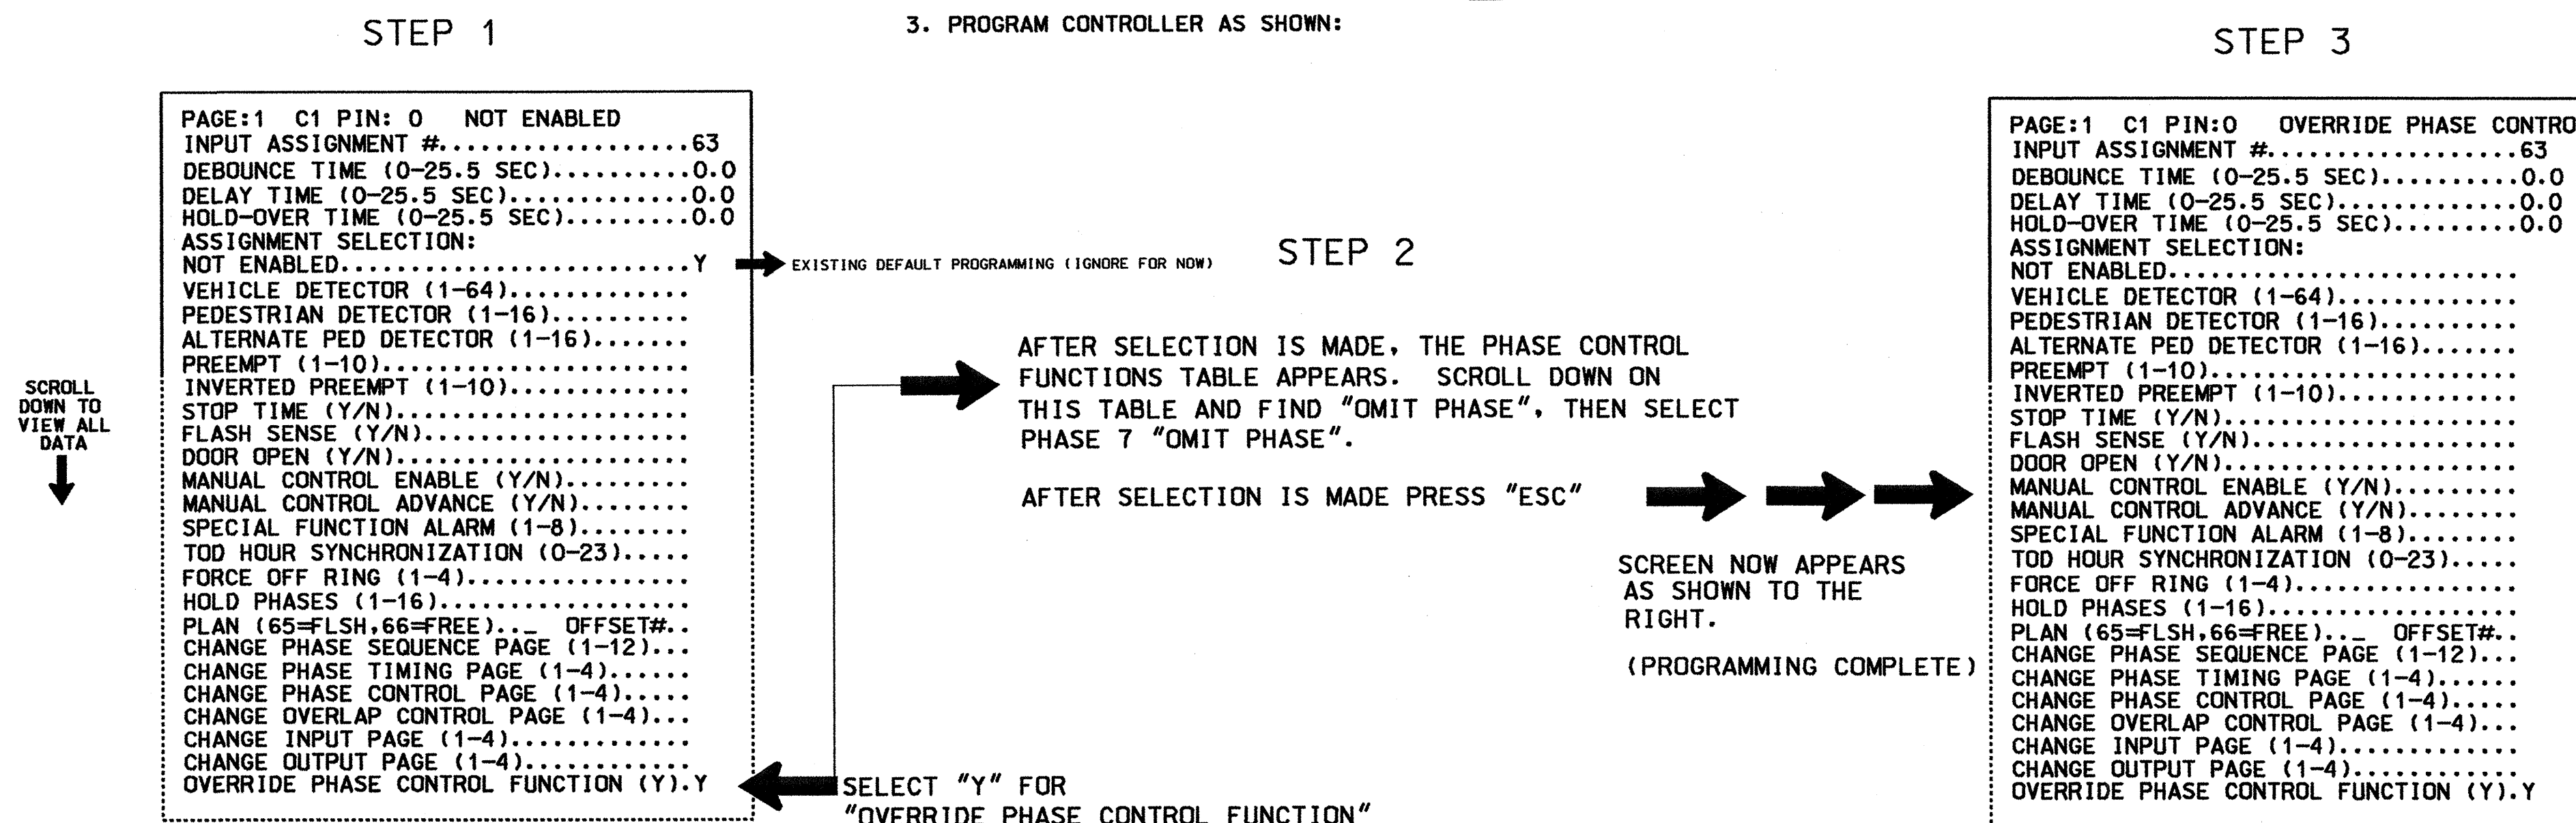 3. PROGRAM CONTROLLER AS SHOWN:
STEP 1
PAGE:1 C1 PIN: 0 NOT ENABLED
INPUT ASSIGNMENT #..................63
DEBOUNCE TIME (0-25.5 SEC)..........0.0
DELAY TIME (0-25.5 SEC).............0.0
HOLD-OVER TIME (0-25.5 SEC).........0.0
ASSIGNMENT SELECTION:
NOT ENABLED.........................Y
VEHICLE DETECTOR (1-64).............
PEDESTRIAN DETECTOR (1-16)..........
ALTERNATE PED DETECTOR (1-16).......
PREEMPT (1-10)......................
INVERTED PREEMPT (1-10).............
STOP TIME (Y/N).....................
FLASH SENSE (Y/N)...................
DOOR OPEN (Y/N).....................
MANUAL CONTROL ENABLE (Y/N).........
MANUAL CONTROL ADVANCE (Y/N)........
SPECIAL FUNCTION ALARM (1-8)........
TOD HOUR SYNCHRONIZATION (0-23).....
FORCE OFF RING (1-4)................
HOLD PHASES (1-16)..................
PLAN (65=FLSH,66=FREE).._ OFFSET#..
CHANGE PHASE SEQUENCE PAGE (1-12)...
CHANGE PHASE TIMING PAGE (1-4)......
CHANGE PHASE CONTROL PAGE (1-4).....
CHANGE OVERLAP CONTROL PAGE (1-4)...
CHANGE INPUT PAGE (1-4).............
CHANGE OUTPUT PAGE (1-4)............
OVERRIDE PHASE CONTROL FUNCTION (Y).Y
SCROLL
DOWN TO
VIEW ALL
DATA
EXISTING DEFAULT PROGRAMMING (IGNORE FOR NOW)
SELECT "Y" FOR
"OVERRIDE PHASE CONTROL FUNCTION"
STEP 2
AFTER SELECTION IS MADE, THE PHASE CONTROL
FUNCTIONS TABLE APPEARS. SCROLL DOWN ON
THIS TABLE AND FIND "OMIT PHASE", THEN SELECT
PHASE 7 "OMIT PHASE".
AFTER SELECTION IS MADE PRESS "ESC"
SCREEN NOW APPEARS
AS SHOWN TO THE
RIGHT.
(PROGRAMMING COMPLETE)
STEP 3
PAGE:1 C1 PIN:0 OVERRIDE PHASE CONTRO
INPUT ASSIGNMENT #..................63
DEBOUNCE TIME (0-25.5 SEC)..........0.0
DELAY TIME (0-25.5 SEC).............0.0
HOLD-OVER TIME (0-25.5 SEC).........0.0
ASSIGNMENT SELECTION:
NOT ENABLED.........................
VEHICLE DETECTOR (1-64).............
PEDESTRIAN DETECTOR (1-16)..........
ALTERNATE PED DETECTOR (1-16).......
PREEMPT (1-10)......................
INVERTED PREEMPT (1-10).............
STOP TIME (Y/N).....................
FLASH SENSE (Y/N)...................
DOOR OPEN (Y/N).....................
MANUAL CONTROL ENABLE (Y/N).........
MANUAL CONTROL ADVANCE (Y/N)........
SPECIAL FUNCTION ALARM (1-8)........
TOD HOUR SYNCHRONIZATION (0-23).....
FORCE OFF RING (1-4)................
HOLD PHASES (1-16)..................
PLAN (65=FLSH,66=FREE).._ OFFSET#..
CHANGE PHASE SEQUENCE PAGE (1-12)...
CHANGE PHASE TIMING PAGE (1-4)......
CHANGE PHASE CONTROL PAGE (1-4).....
CHANGE OVERLAP CONTROL PAGE (1-4)...
CHANGE INPUT PAGE (1-4).............
CHANGE OUTPUT PAGE (1-4)............
OVERRIDE PHASE CONTROL FUNCTION (Y).Y